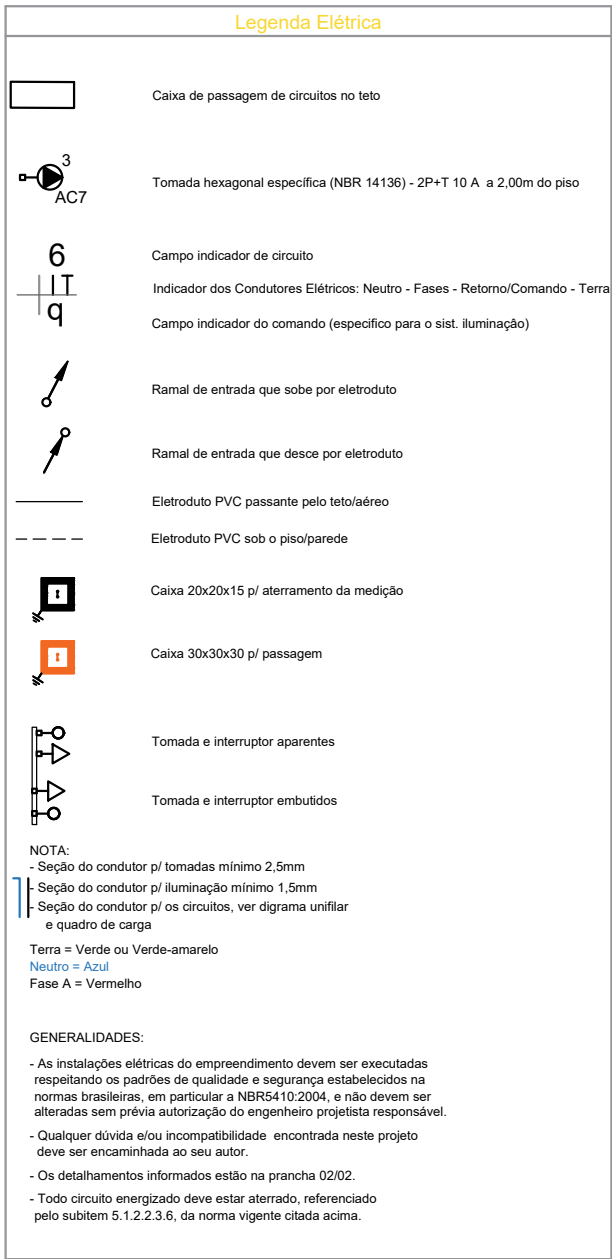 Legenda Elétrica
Caixa de passagem de circuitos no teto
3
AC7
Tomada hexagonal específica (NBR 14136) - 2P+T 10 A  a 2,00m do piso
6
q
Campo indicador de circuito
Indicador dos Condutores Elétricos: Neutro - Fases - Retorno/Comando - Terra
Campo indicador do comando (especifico para o sist. iluminaçâo)
Ramal de entrada que sobe por eletroduto
Ramal de entrada que desce por eletroduto
Eletroduto PVC passante pelo teto/aéreo
Eletroduto PVC sob o piso/parede
Caixa 20x20x15 p/ aterramento da medição
Caixa 30x30x30 p/ passagem
Tomada e interruptor aparentes
Tomada e interruptor embutidos
NOTA:
- Seção do condutor p/ tomadas mínimo 2,5mm
- Seção do condutor p/ iluminação mínimo 1,5mm
- Seção do condutor p/ os circuitos, ver digrama unifilar
e quadro de carga
Terra = Verde ou Verde-amarelo
Neutro = Azul
Fase A = Vermelho
GENERALIDADES:
- As instalações elétricas do empreendimento devem ser executadas
respeitando os padrões de qualidade e segurança estabelecidos na
normas brasileiras, em particular a NBR5410:2004, e não devem ser
alteradas sem prévia autorização do engenheiro projetista responsável.
- Qualquer dúvida e/ou incompatibilidade  encontrada neste projeto
deve ser encaminhada ao seu autor.
- Os detalhamentos informados estão na prancha 02/02.
- Todo circuito energizado deve estar aterrado, referenciado
pelo subitem 5.1.2.2.3.6, da norma vigente citada acima.